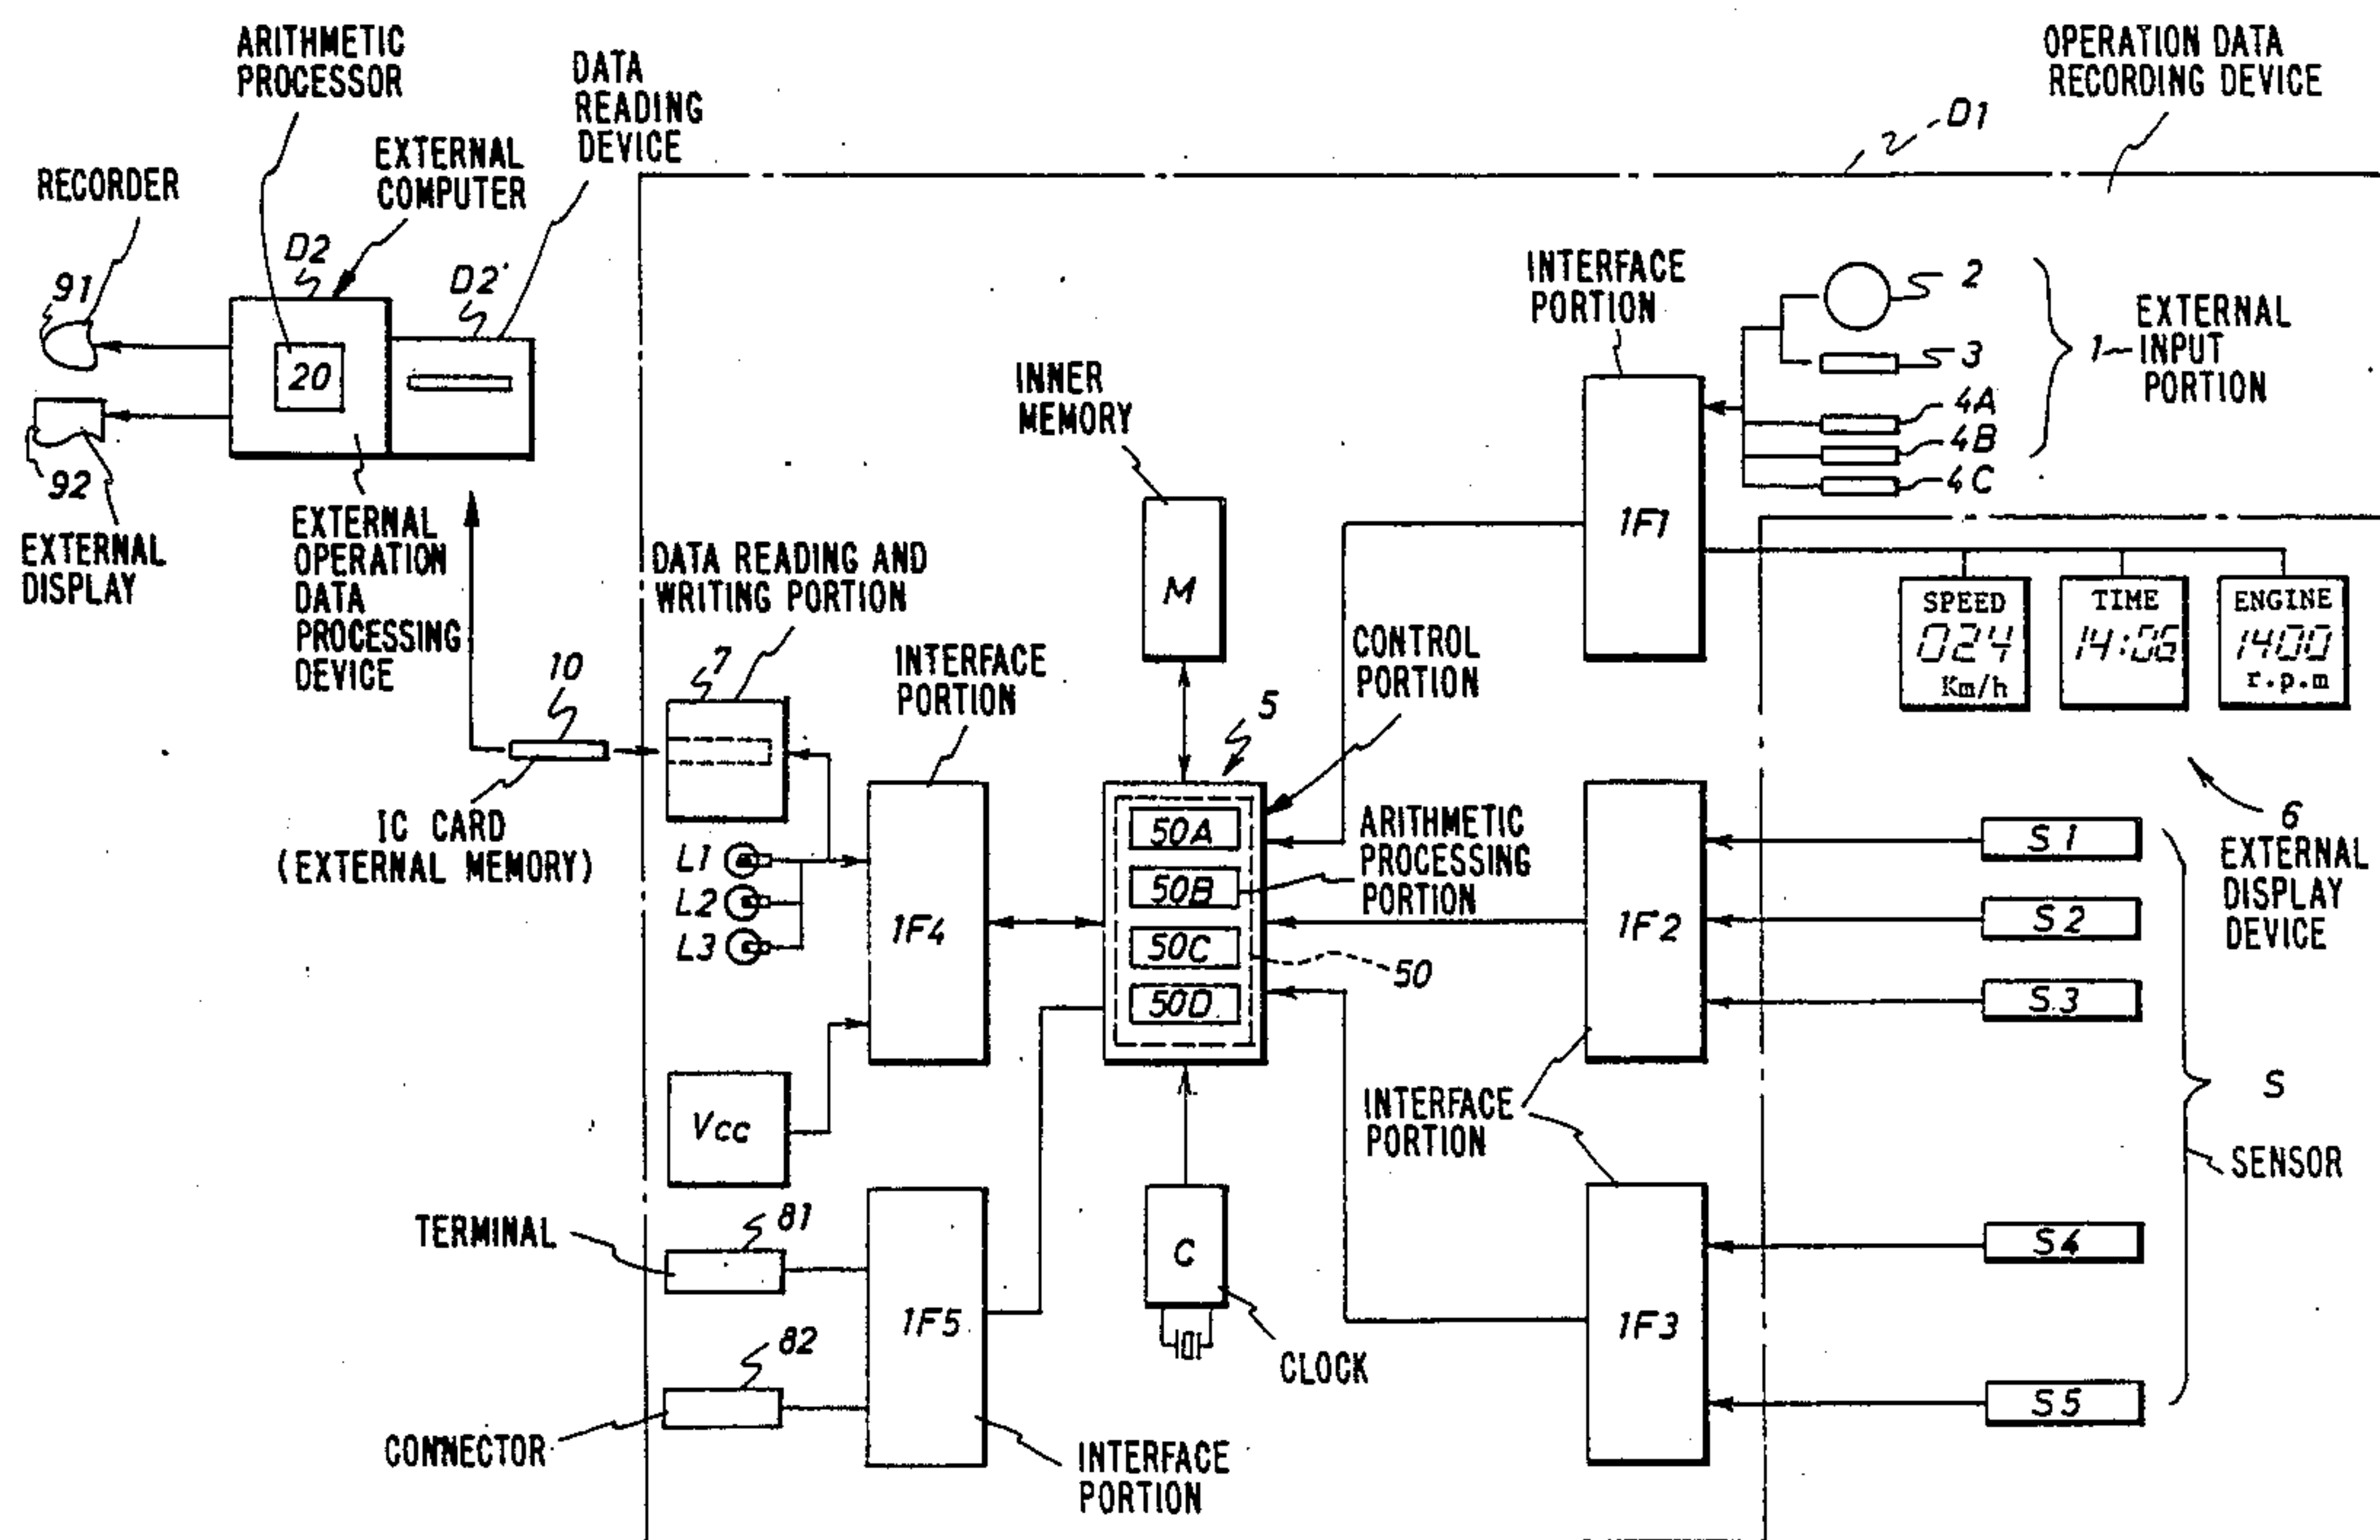 ARITHMETIC
PROCESSOR
DATA
READING
DEVICE
OPERATION DATA
RECORDING DEVICE
D1
EXTERNAL
COMPUTER
RECORDER
D2
D2'
91
20
92
EXTERNAL
DISPLAY
EXTERNAL
OPERATION
DATA
PROCESSING
DEVICE
INTERFACE
PORTION
2
3
4A
4B
4C
1
EXTERNAL
INPUT
PORTION
INNER
MEMORY
M
1F1
SPEED
024
Km/h
TIME
14:06
ENGINE
1400
r.p.m
6
EXTERNAL
DISPLAY
DEVICE
DATA READING AND
WRITING PORTION
7
10
IC CARD
(EXTERNAL MEMORY)
INTERFACE
PORTION
CONTROL
PORTION
5
50A
50B
50C
50D
50
ARITHMETIC
PROCESSING
PORTION
L1
L2
L3
1F4
1F2
S1
S2
S3
Vcc
INTERFACE
PORTION
S
SENSOR
TERMINAL
81
82
CONNECTOR
1F5
INTERFACE
PORTION
C
CLOCK
1F3
S4
S5